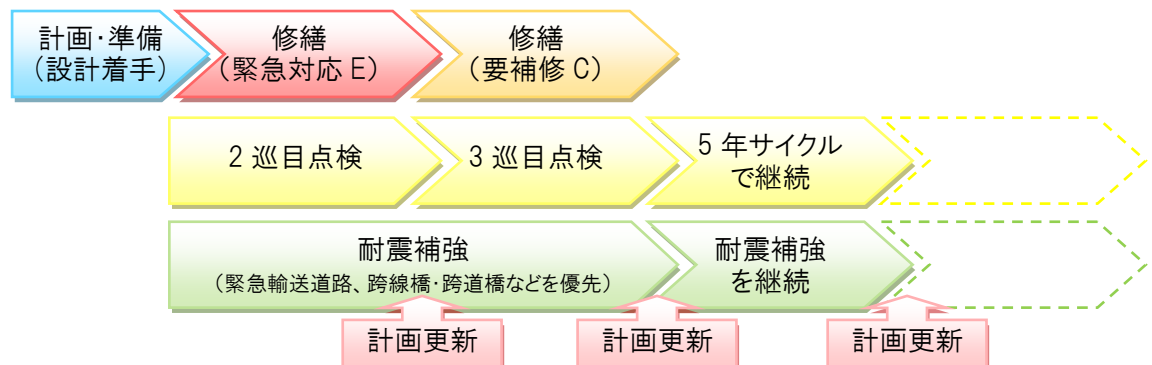 計画・準備
（設計着手）
修繕
（緊急対応 E）
修繕
（要補修 C）
2 巡目点検
3 巡目点検
5 年サイクル
で継続
耐震補強
（緊急輸送道路、跨線橋・跨道橋などを優先）
耐震補強
を継続
計画更新
計画更新
計画更新